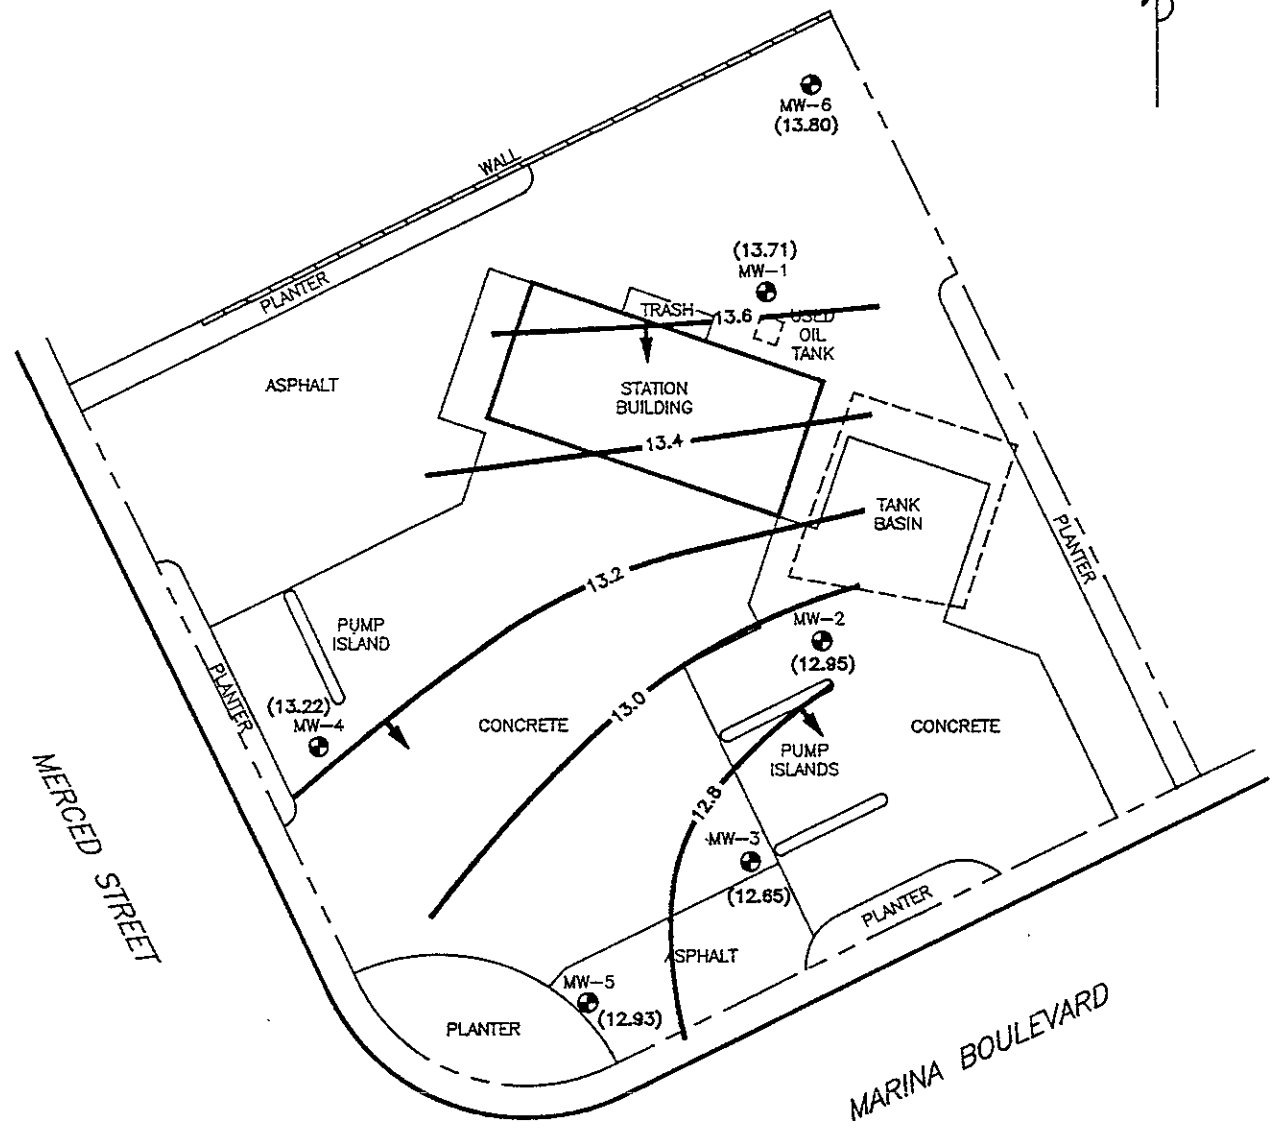 MW-6
(13.80)
WALL
PLANTER
(13.71)
MW-1
TRASH
13.6
USED
OIL
TANK
ASPHALT
STATION
BUILDING
13.4
TANK
BASIN
PLANTER
13.2
PUMP
ISLAND
MW-2
(12.95)
PLANTER
(13.22)
MW-4
13.0
CONCRETE
CONCRETE
PUMP
ISLANDS
12.8
MW-3
(12.65)
MERCED STREET
PLANTER
ASPHALT
MW-5
(12.93)
PLANTER
MARINA BOULEVARD